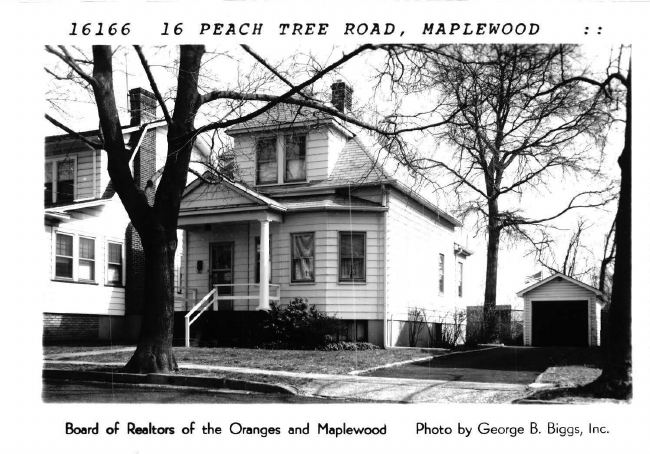 16166 16 PEACH TREE ROAD, MAPLEWOOD ::
Board of Realtors of the Oranges and Maplewood Photo by George B. Biggs, Inc.